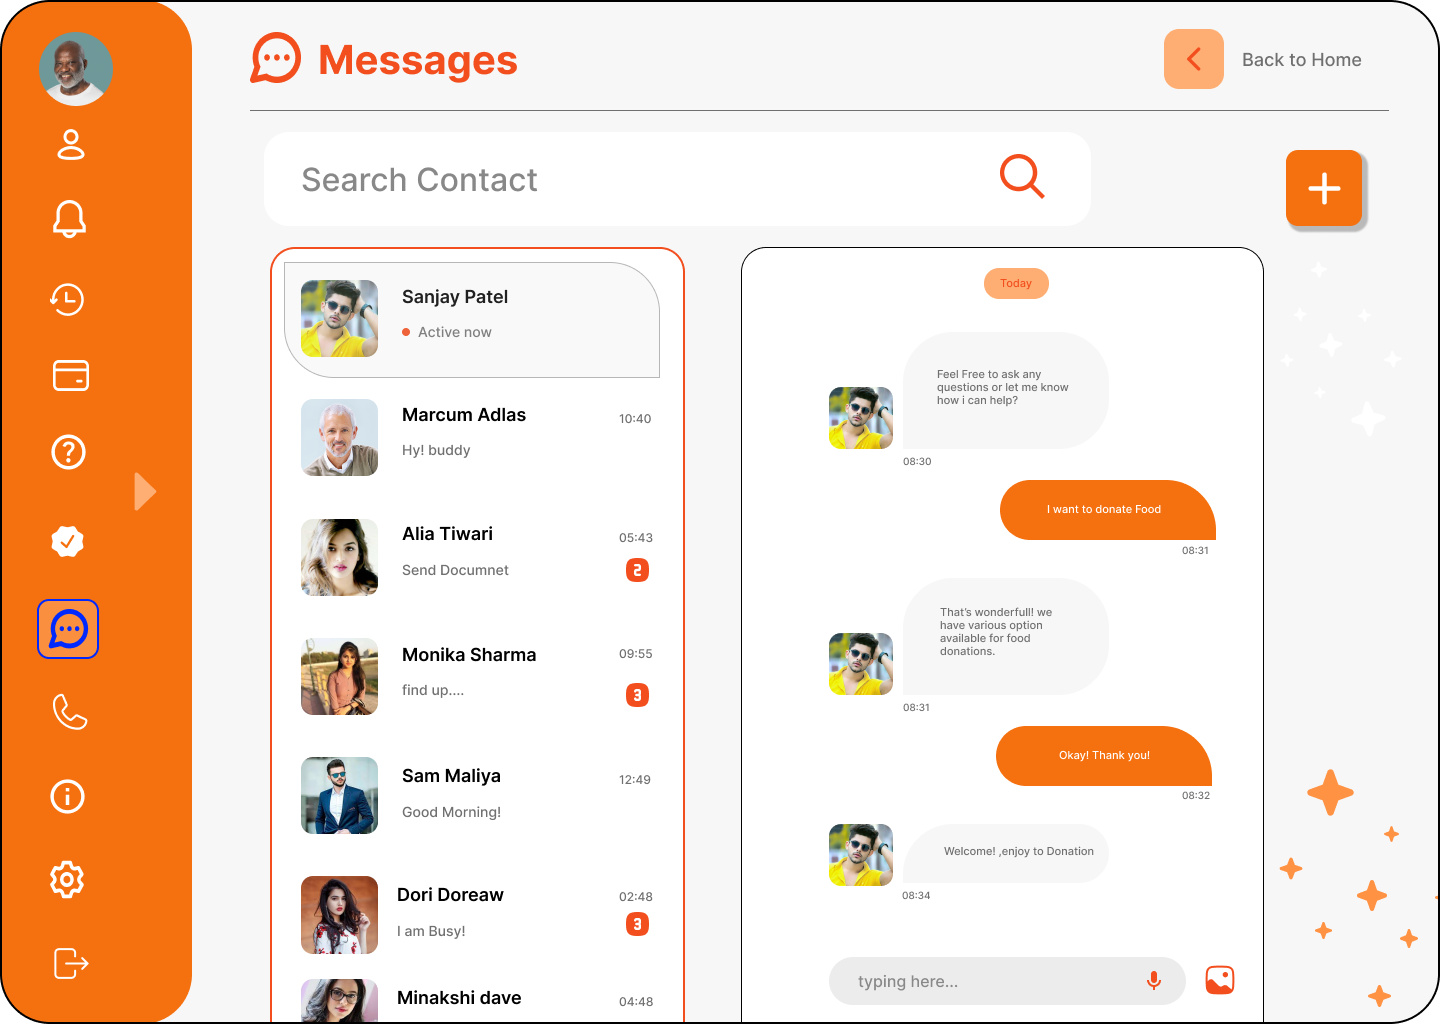 Messages
Back to Home
Search Contact
Sanjay Patel
Active now
Marcum Adlas
10:40
Hy! buddy
Alia Tiwari
05:43
Send Documnet
2
Monika Sharma
09:55
find up....
3
Sam Maliya
12:49
Good Morning!
Dori Doreaw
02:48
I am Busy!
3
Minakshi dave
04:48
Today
Feel Free to ask any
questions or let me know
how i can help?
08:30
I want to donate Food
08:31
That's wonderfull! we
have various option
available for food
donations.
08:31
Okay! Thank you!
08:32
Welcome! ,enjoy to Donation
08:34
typing here...